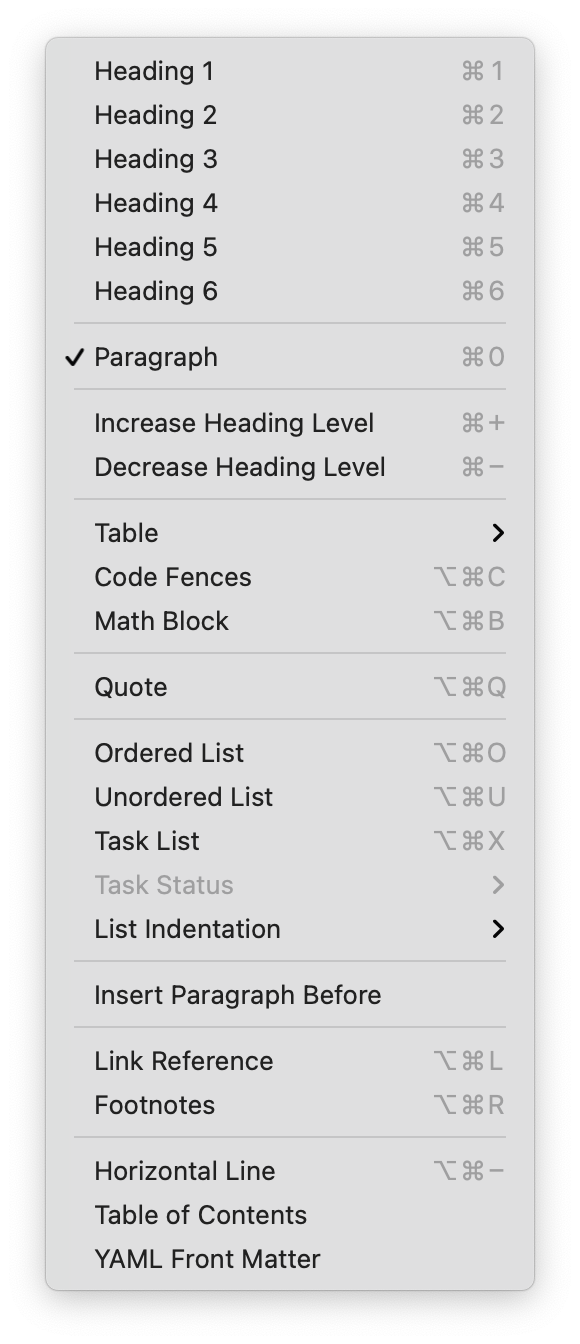 Heading 1 ⌘1
Heading 2 ⌘2
Heading 3 ⌘3
Heading 4 ⌘4
Heading 5 ⌘5
Heading 6 ⌘6
✓ Paragraph ⌘0
Increase Heading Level ⌘+
Decrease Heading Level ⌘−
Table >
Code Fences ⌥⌘C
Math Block ⌥⌘B
Quote ⌥⌘Q
Ordered List ⌥⌘O
Unordered List ⌥⌘U
Task List ⌥⌘X
Task Status >
List Indentation >
Insert Paragraph Before
Link Reference ⌥⌘L
Footnotes ⌥⌘R
Horizontal Line ⌥⌘−
Table of Contents
YAML Front Matter